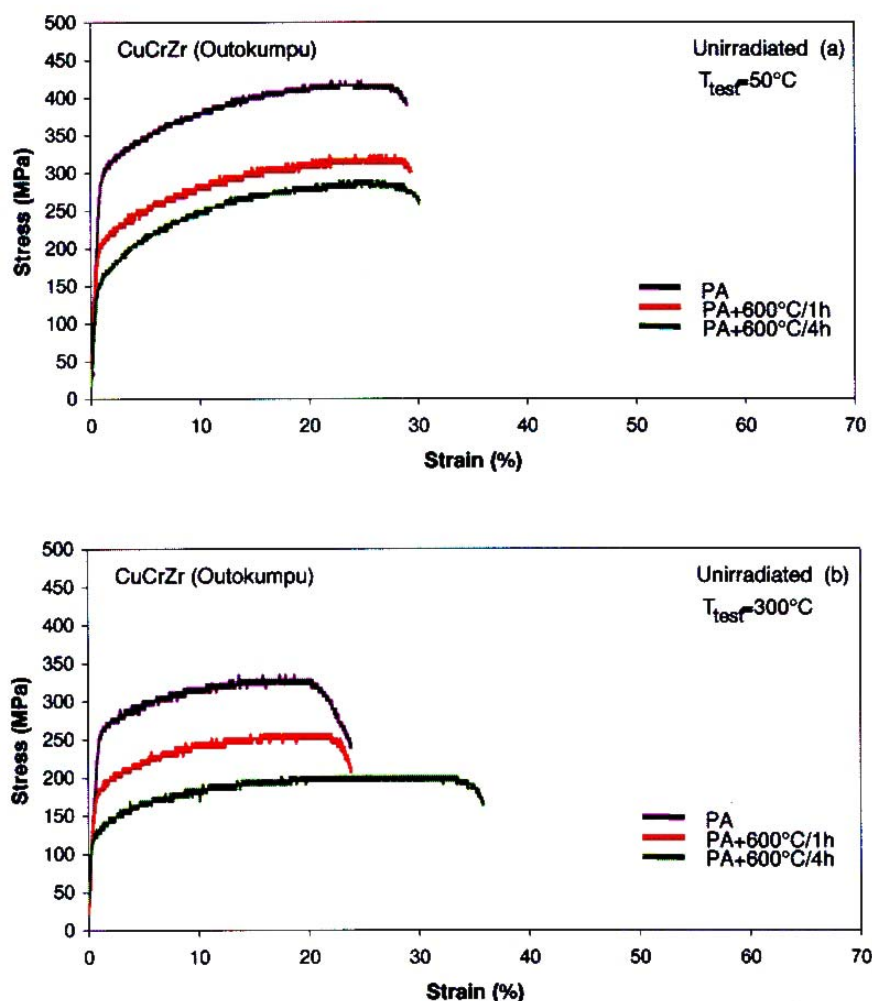 500
CuCrZr (Outokumpu)
Unirradiated (a)
450
T_test=50°C
400
350
300
250
200
150
100
50
0
Stress (MPa)
PA
PA+600°C/1h
PA+600°C/4h
0 10 20 30 40 50 60 70
Strain (%)
500
CuCrZr (Outokumpu)
Unirradiated (b)
450
T_test=300°C
400
350
300
250
200
150
100
50
0
Stress (MPa)
PA
PA+600°C/1h
PA+600°C/4h
0 10 20 30 40 50 60 70
Strain (%)